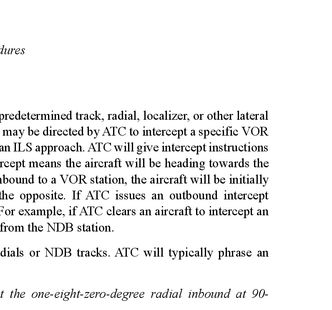 dures
predetermined track, radial, localizer, or other lateral
may be directed by ATC to intercept a specific VOR
an ILS approach. ATC will give intercept instructions
rcept means the aircraft will be heading towards the
nbound to a VOR station, the aircraft will be initially
the opposite. If ATC issues an outbound intercept
For example, if ATC clears an aircraft to intercept an
from the NDB station.
dials or NDB tracks. ATC will typically phrase an
t the one-eight-zero-degree radial inbound at 90-